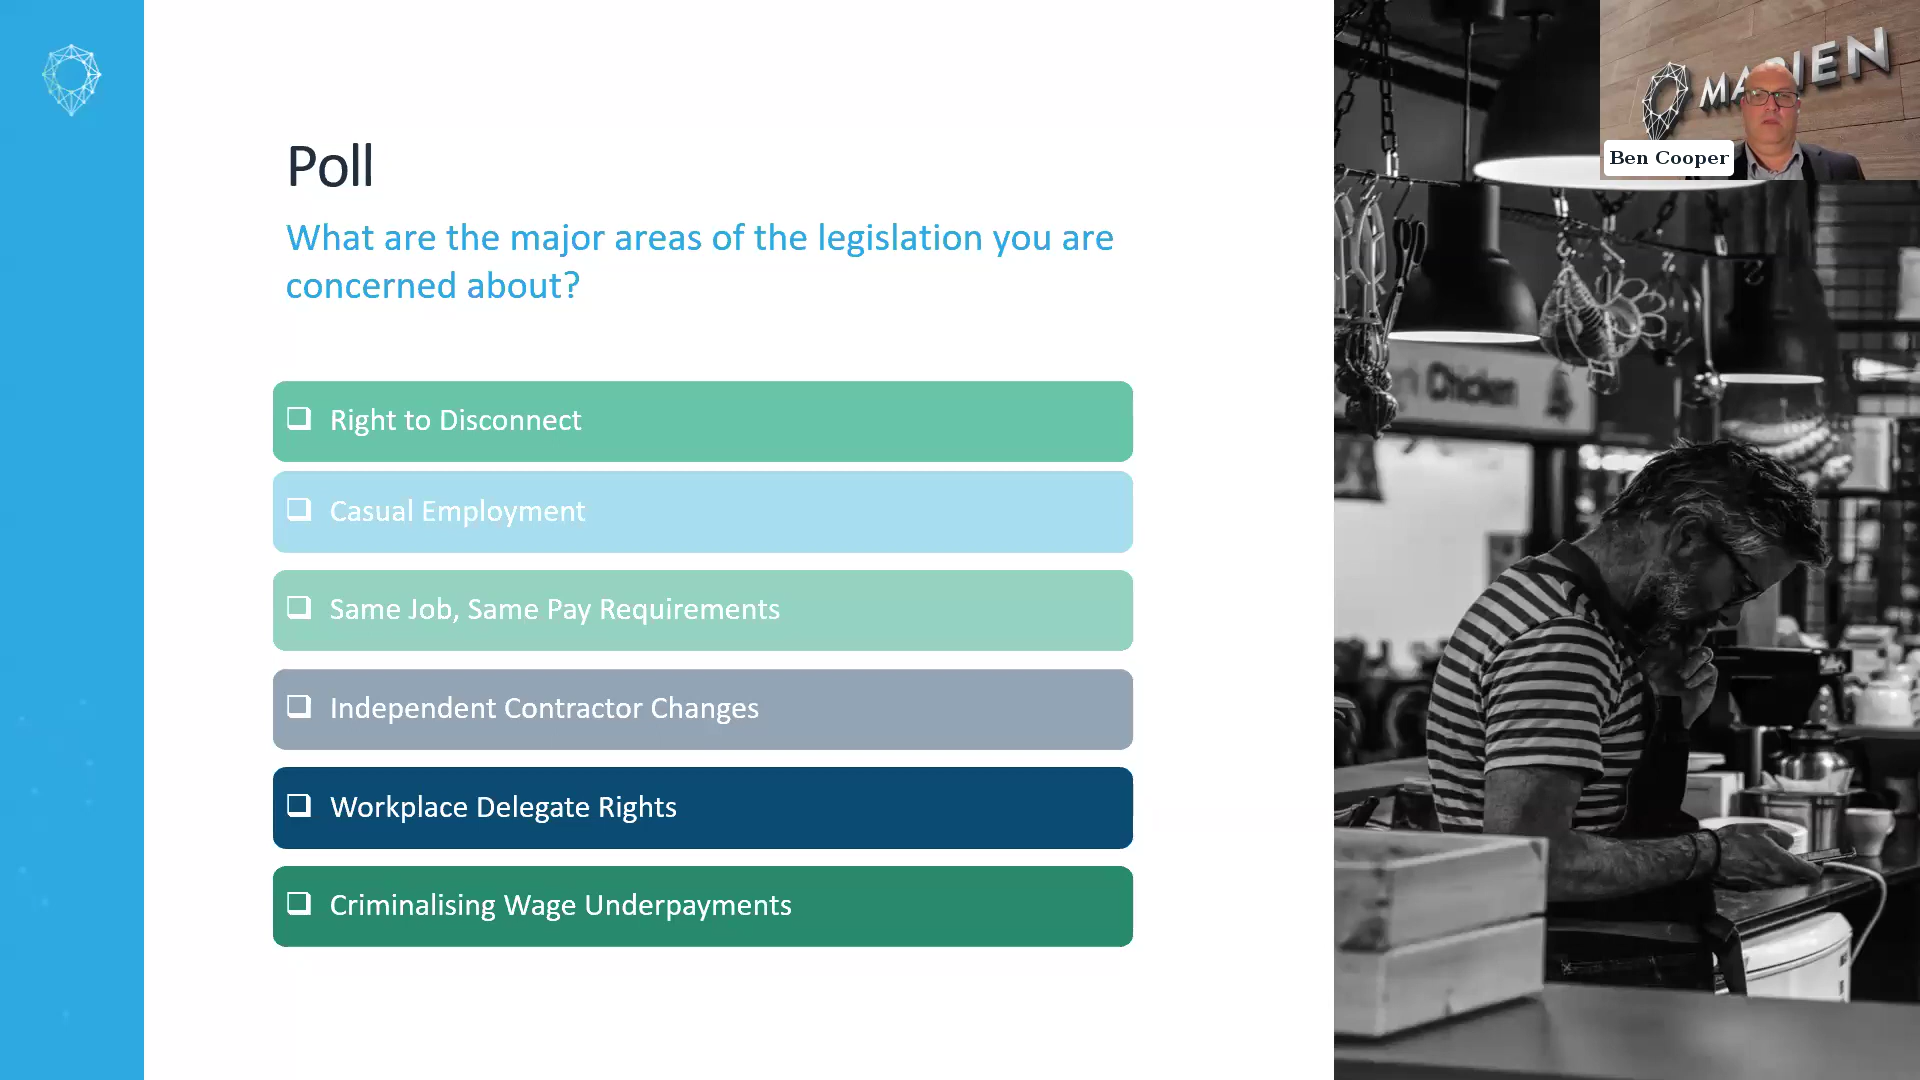 Poll
What are the major areas of the legislation you are
concerned about?
Right to Disconnect
Casual Employment
Same Job, Same Pay Requirements
Independent Contractor Changes
Workplace Delegate Rights
Criminalising Wage Underpayments
Ben Cooper
Chicken